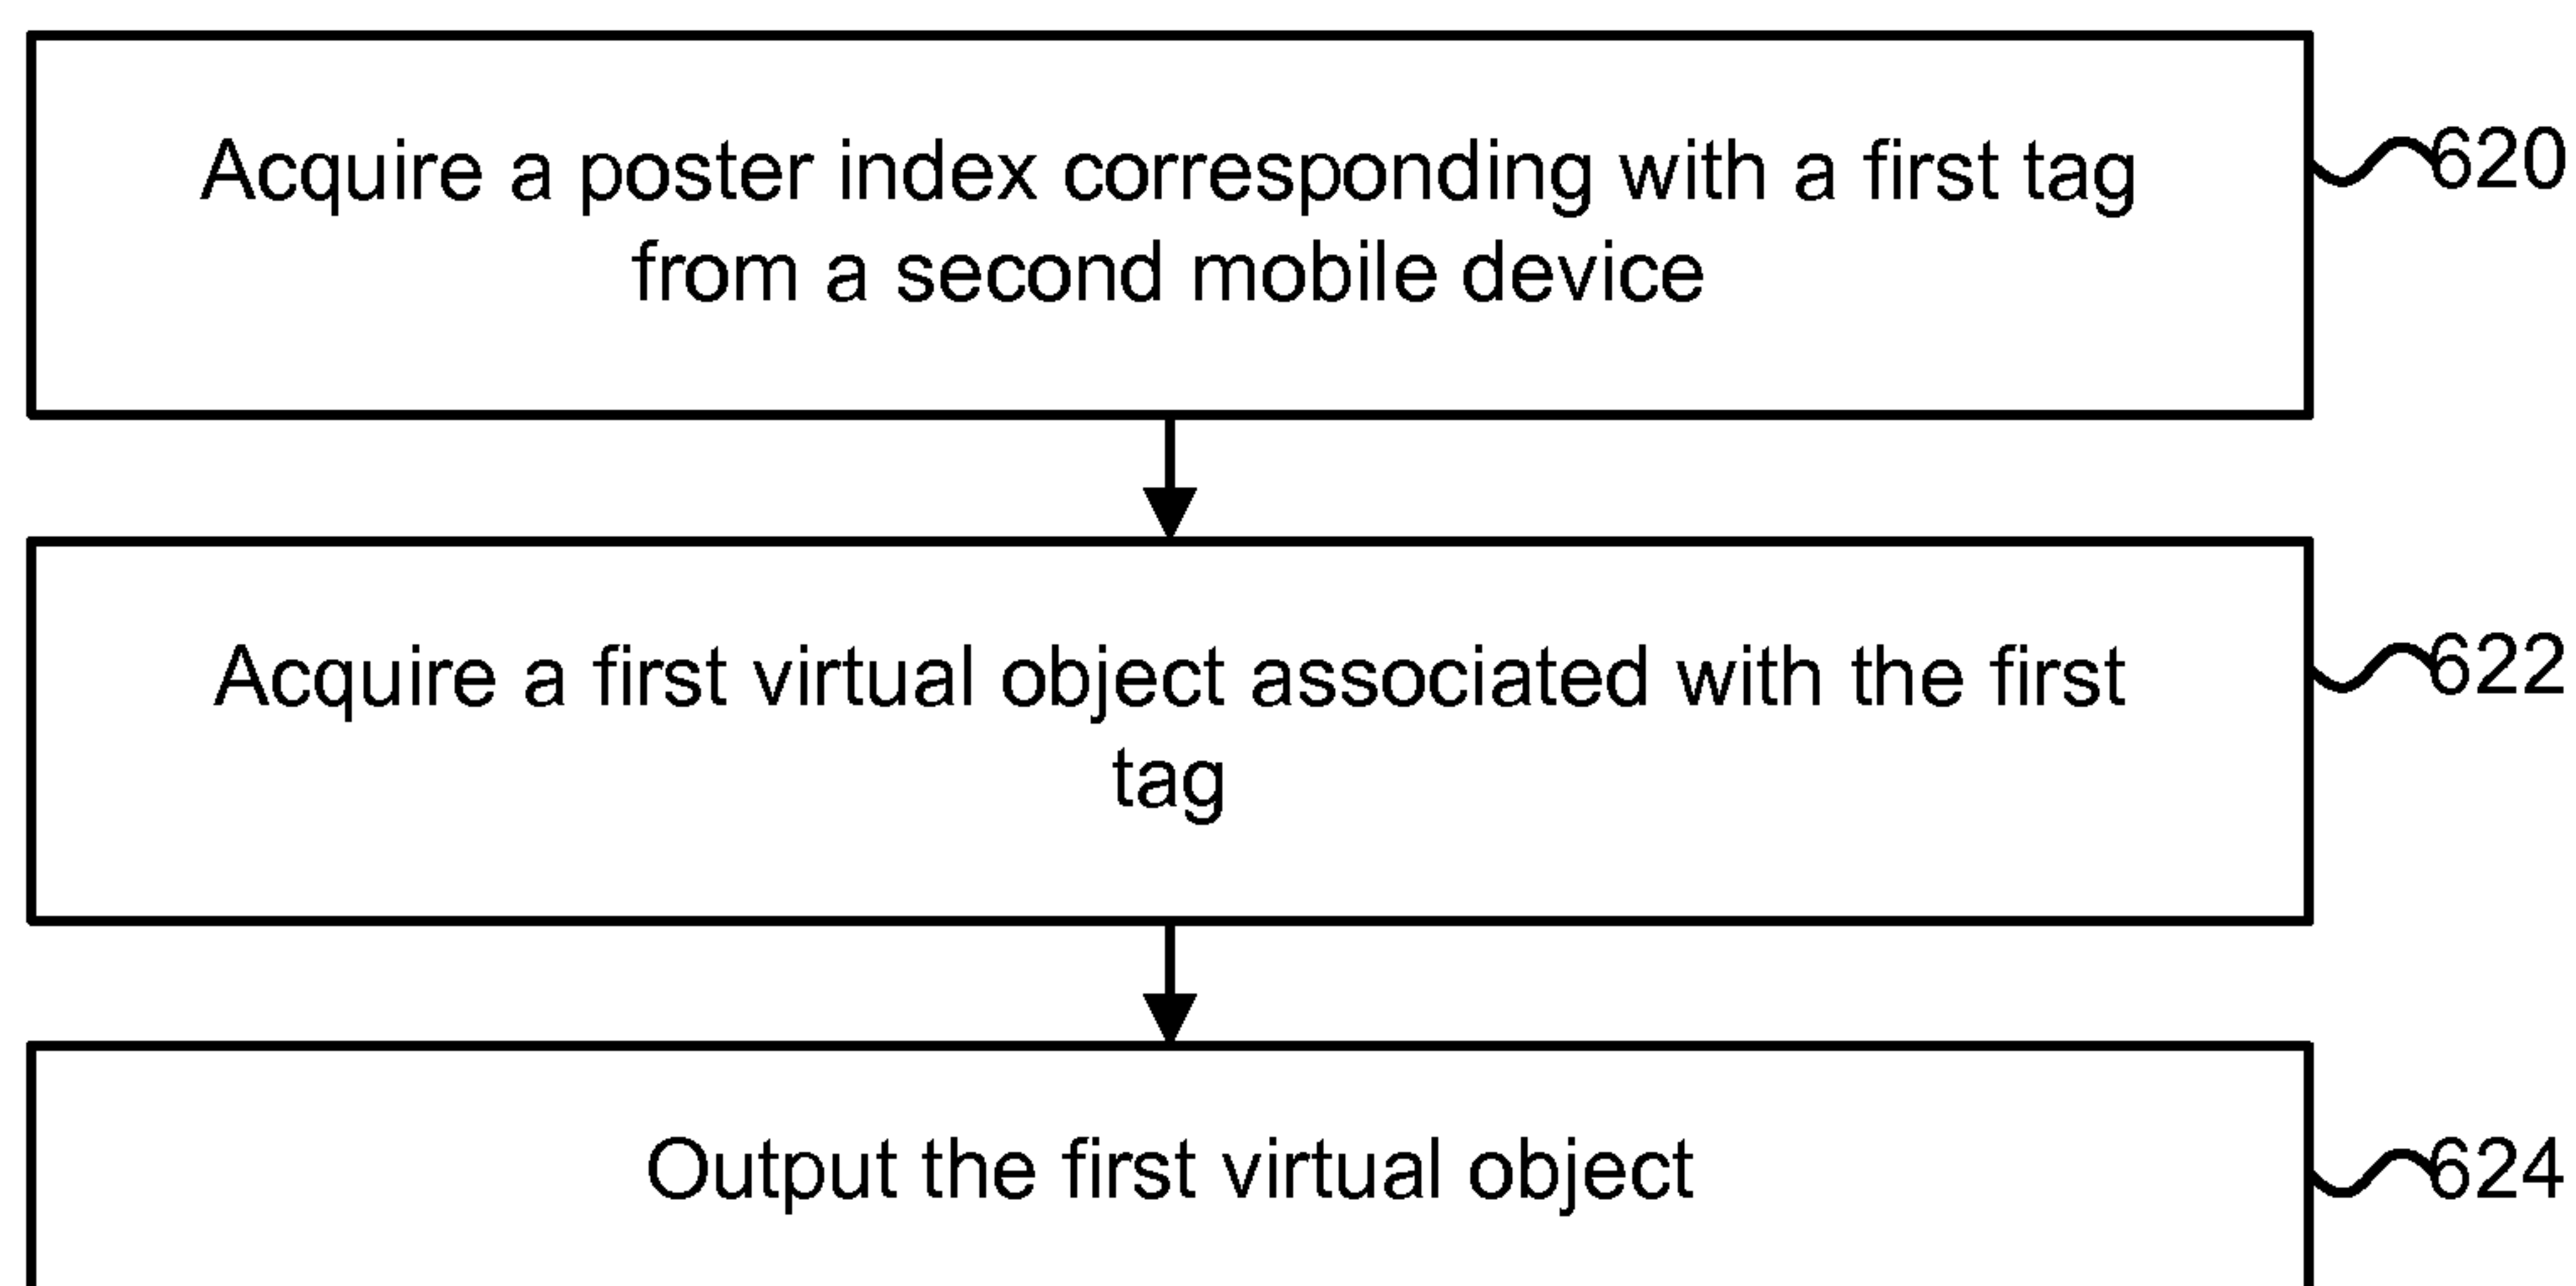 Acquire a poster index corresponding with a first tag
from a second mobile device
620
Acquire a first virtual object associated with the first
tag
622
Output the first virtual object
624